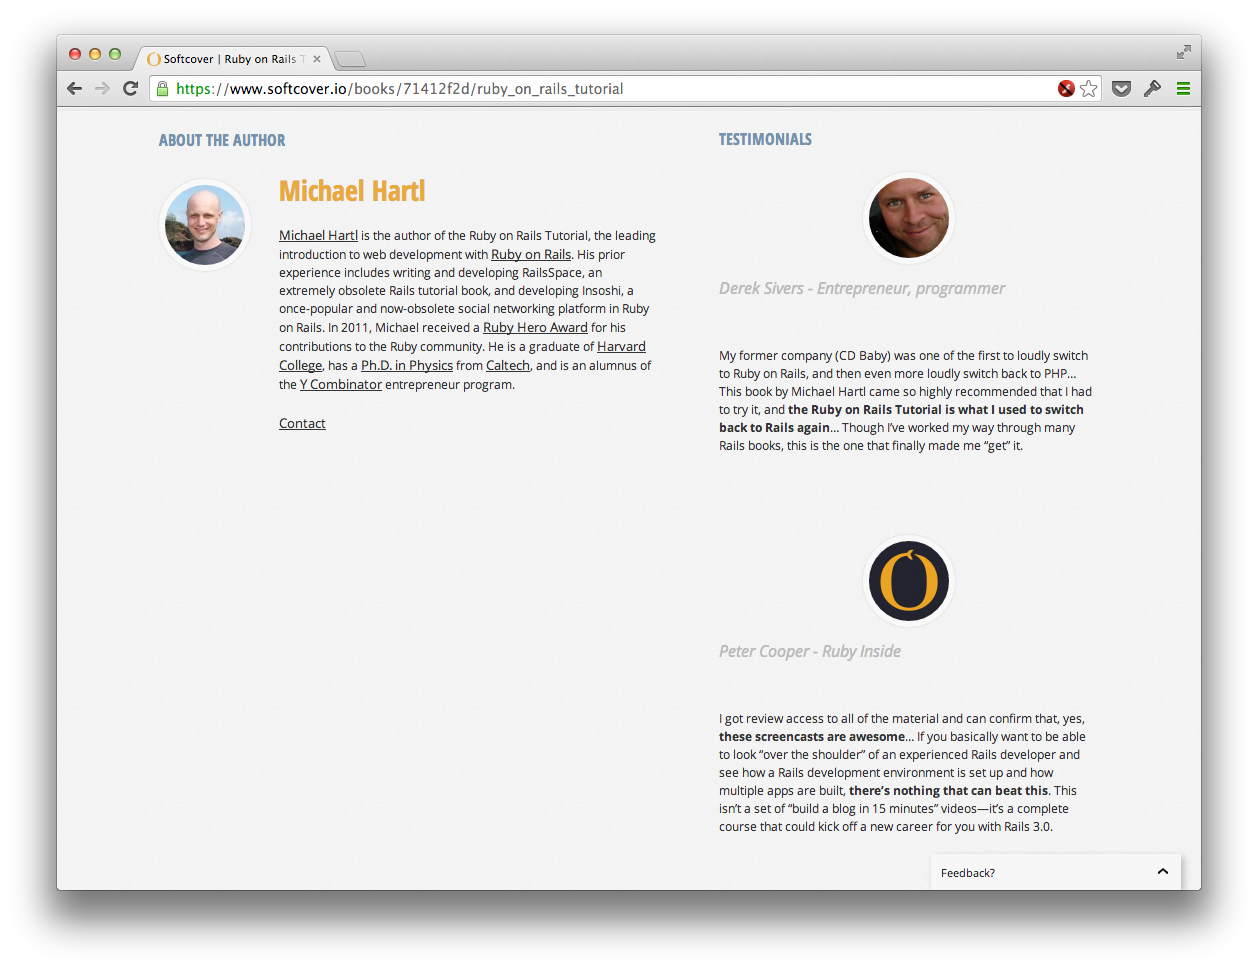 Softcover | Ruby on Rails T
https://www.softcover.io/books/71412f2d/ruby_on_rails_tutorial
ABOUT THE AUTHOR
Michael Hartl
Michael Hartl is the author of the Ruby on Rails Tutorial, the leading
introduction to web development with Ruby on Rails. His prior
experience includes writing and developing RailsSpace, an
extremely obsolete Rails tutorial book, and developing Insoshi, a
once-popular and now-obsolete social networking platform in Ruby
on Rails. In 2011, Michael received a Ruby Hero Award for his
contributions to the Ruby community. He is a graduate of Harvard
College, has a Ph.D. in Physics from Caltech, and is an alumnus of
the Y Combinator entrepreneur program.
Contact
TESTIMONIALS
Derek Sivers - Entrepreneur, programmer
My former company (CD Baby) was one of the first to loudly switch
to Ruby on Rails, and then even more loudly switch back to PHP…
This book by Michael Hartl came so highly recommended that I had
to try it, and the Ruby on Rails Tutorial is what I used to switch
back to Rails again… Though I’ve worked my way through many
Rails books, this is the one that finally made me “get” it.
Peter Cooper - Ruby Inside
I got review access to all of the material and can confirm that, yes,
these screencasts are awesome… If you basically want to be able
to look “over the shoulder” of an experienced Rails developer and
see how a Rails development environment is set up and how
multiple apps are built, there’s nothing that can beat this. This
isn’t a set of “build a blog in 15 minutes” videos—it’s a complete
course that could kick off a new career for you with Rails 3.0.
Feedback?